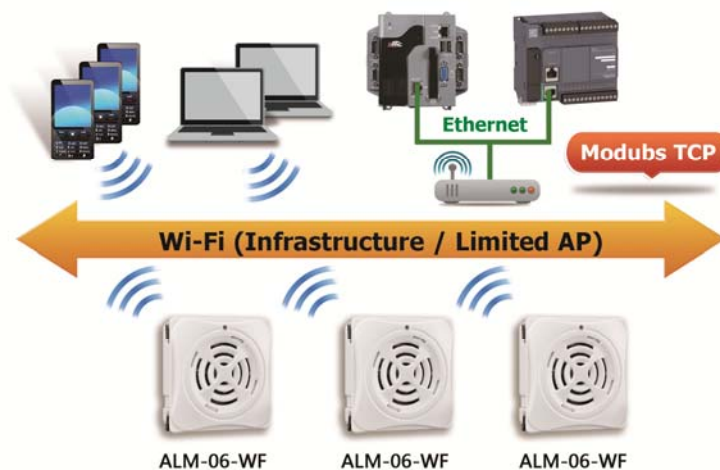 Ethernet
Modubs TCP
Wi-Fi (Infrastructure / Limited AP)
ALM-06-WF
ALM-06-WF
ALM-06-WF